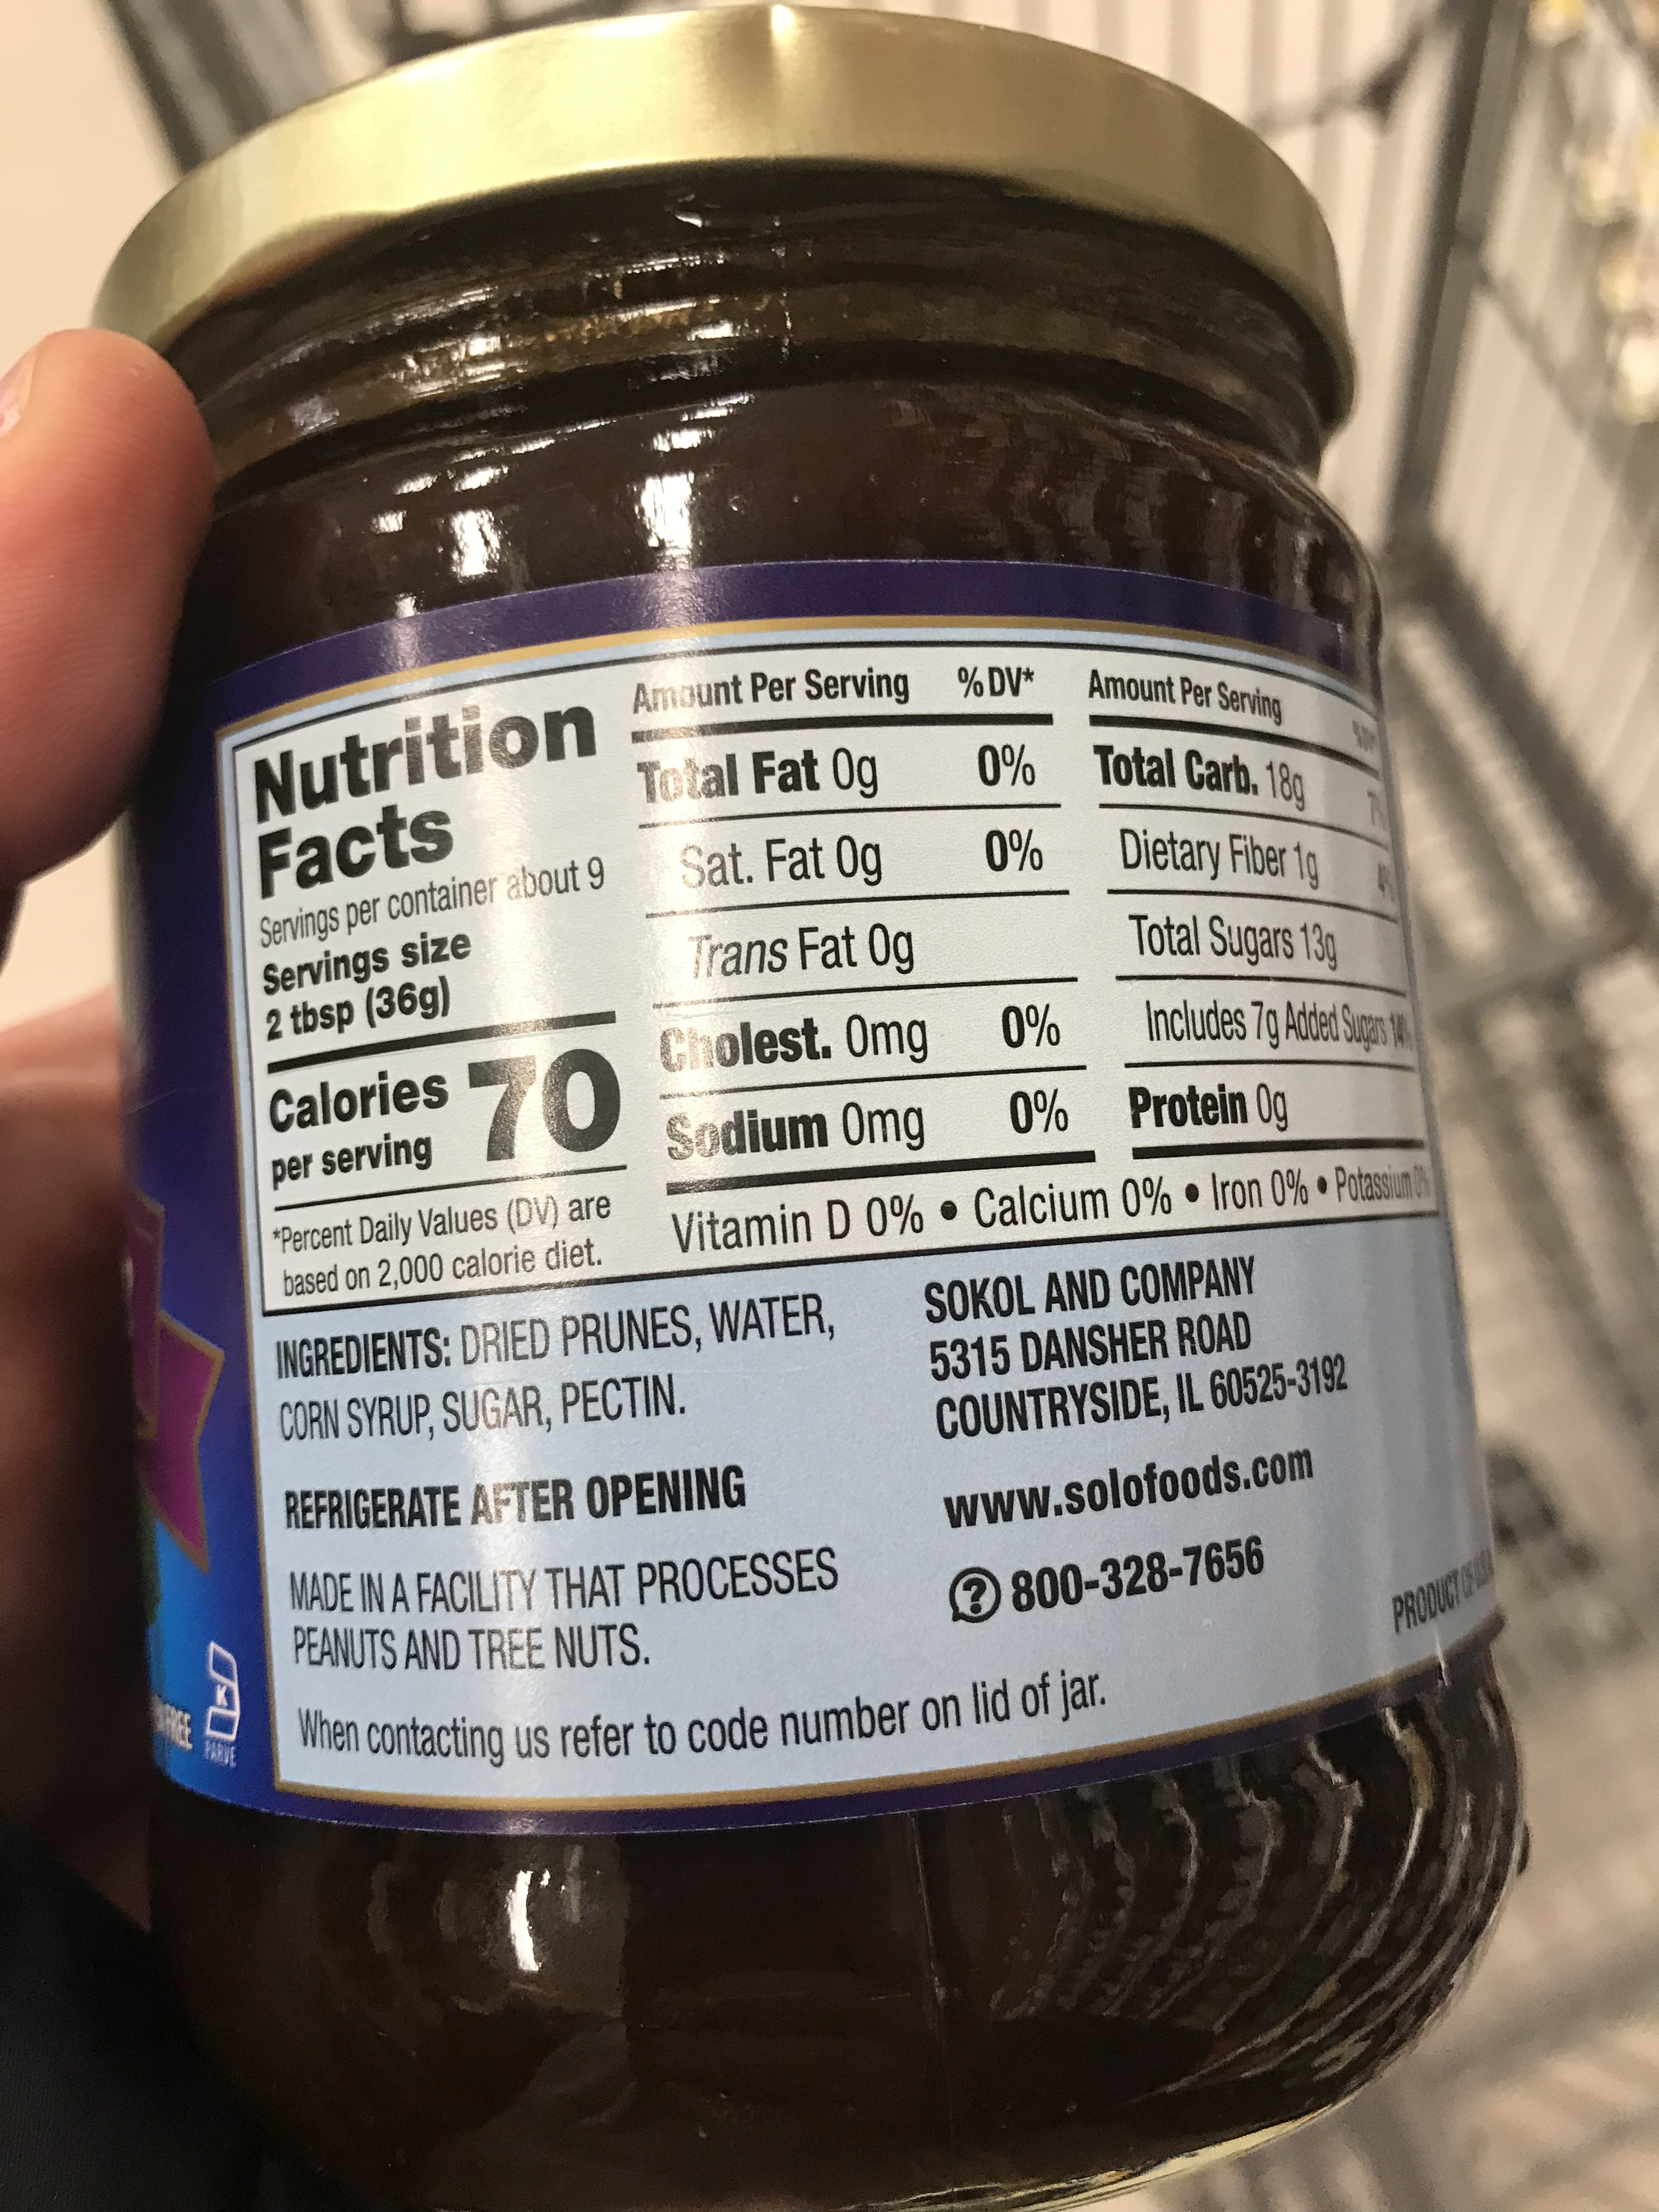 Nutrition
Facts
Servings per container about 9
Servings size
2 tbsp (36g)
Calories
per serving
70
*Percent Daily Values (DV) are
based on 2,000 calorie diet.
Amount Per Serving %DV*
Total Fat 0g 0%
Sat. Fat 0g 0%
Trans Fat 0g
Cholest. 0mg 0%
Sodium 0mg 0%
Amount Per Serving
Total Carb. 18g
Dietary Fiber 1g
Total Sugars 13g
Includes 7g Added Sugars 14%
Protein 0g
Vitamin D 0% • Calcium 0% • Iron 0% • Potassium 0%
INGREDIENTS: DRIED PRUNES, WATER,
CORN SYRUP, SUGAR, PECTIN.
REFRIGERATE AFTER OPENING
MADE IN A FACILITY THAT PROCESSES
PEANUTS AND TREE NUTS.
SOKOL AND COMPANY
5315 DANSHER ROAD
COUNTRYSIDE, IL 60525-3192
www.solofoods.com
? 800-328-7656
PRODUCT OF
When contacting us refer to code number on lid of jar.
FREE
K
PARVE